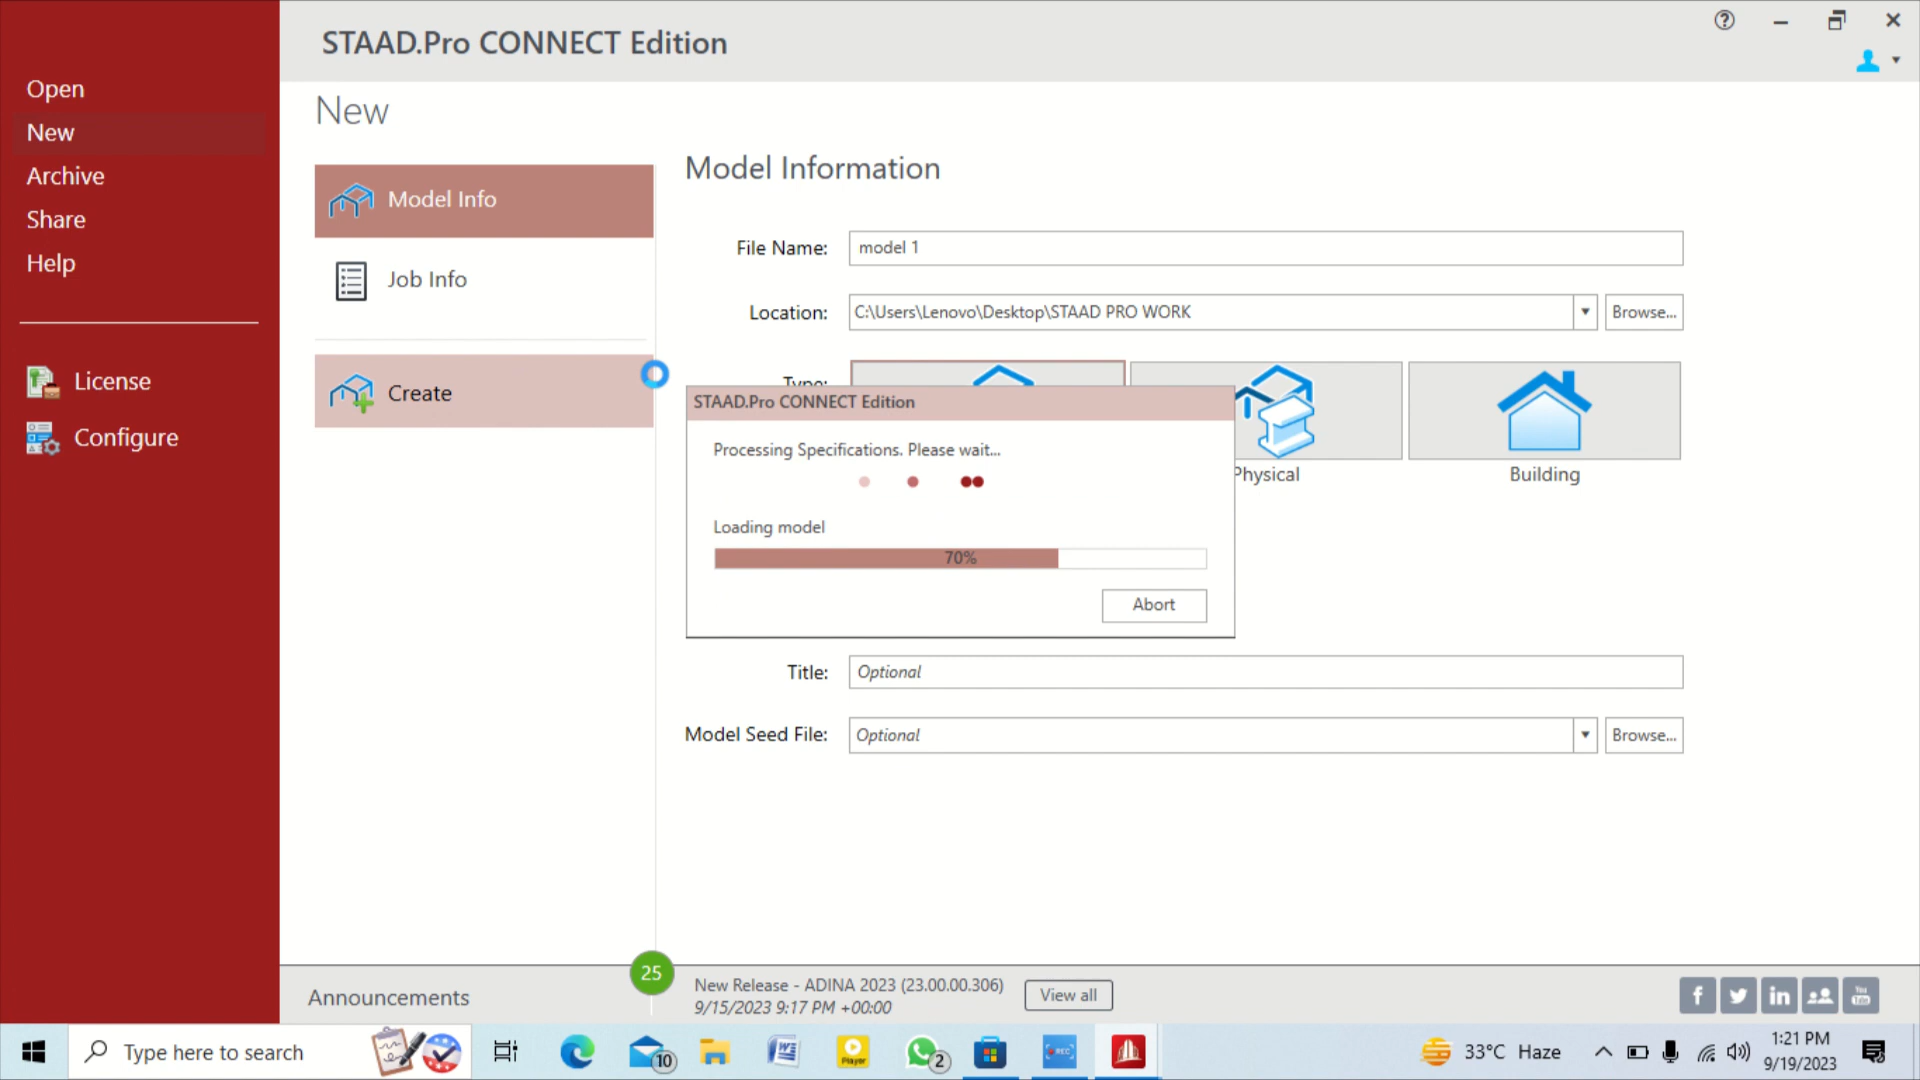 STAAD.Pro CONNECT Edition
Open
New
Archive
Share
Help
License
Configure
New
Model Info
Job Info
Create
Model Information
File Name: model 1
Location: C:\Users\Lenovo\Desktop\STAAD PRO WORK Browse...
Type:
Physical
Building
STAAD.Pro CONNECT Edition
Processing Specifications. Please wait...
Loading model
70%
Abort
Title: Optional
Model Seed File: Optional Browse...
Announcements
25
New Release - ADINA 2023 (23.00.00.306)
9/15/2023 9:17 PM +00:00
View all
Type here to search
10
Player
2
REC
33°C Haze
1:21 PM
9/19/2023